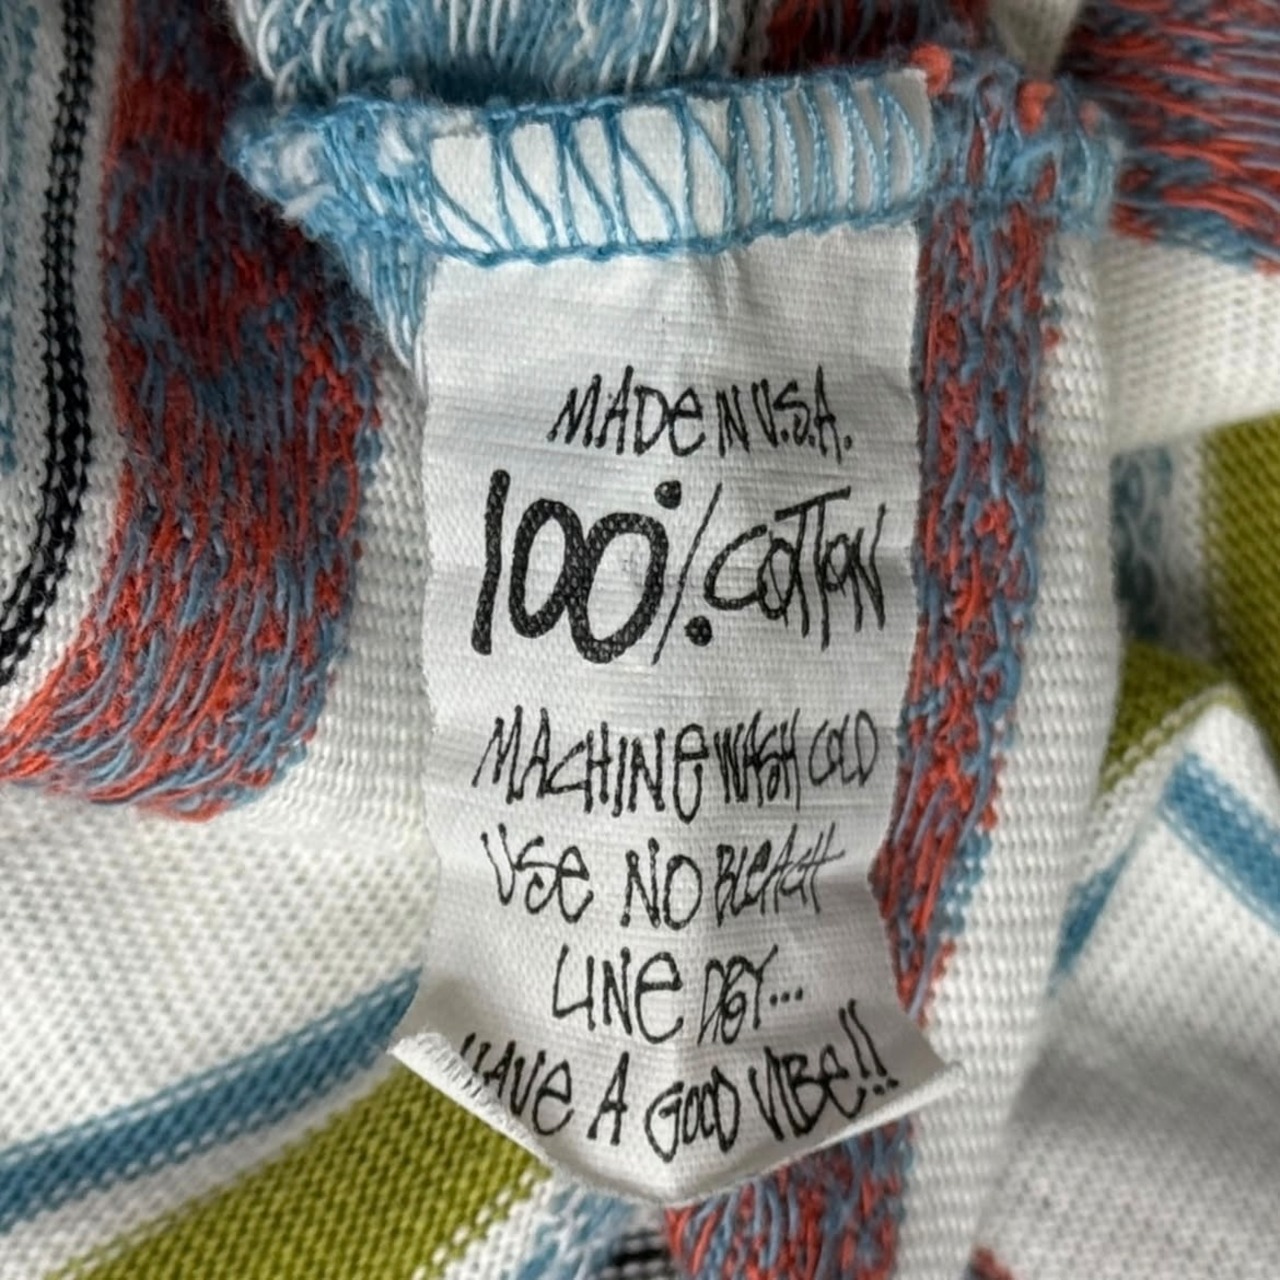 MADE IN U.S.A.
100% COTTON
MACHINE WASH COLD
USE NO BLEACH
LINE DRY...
HAVE A GOOD VIBE!!